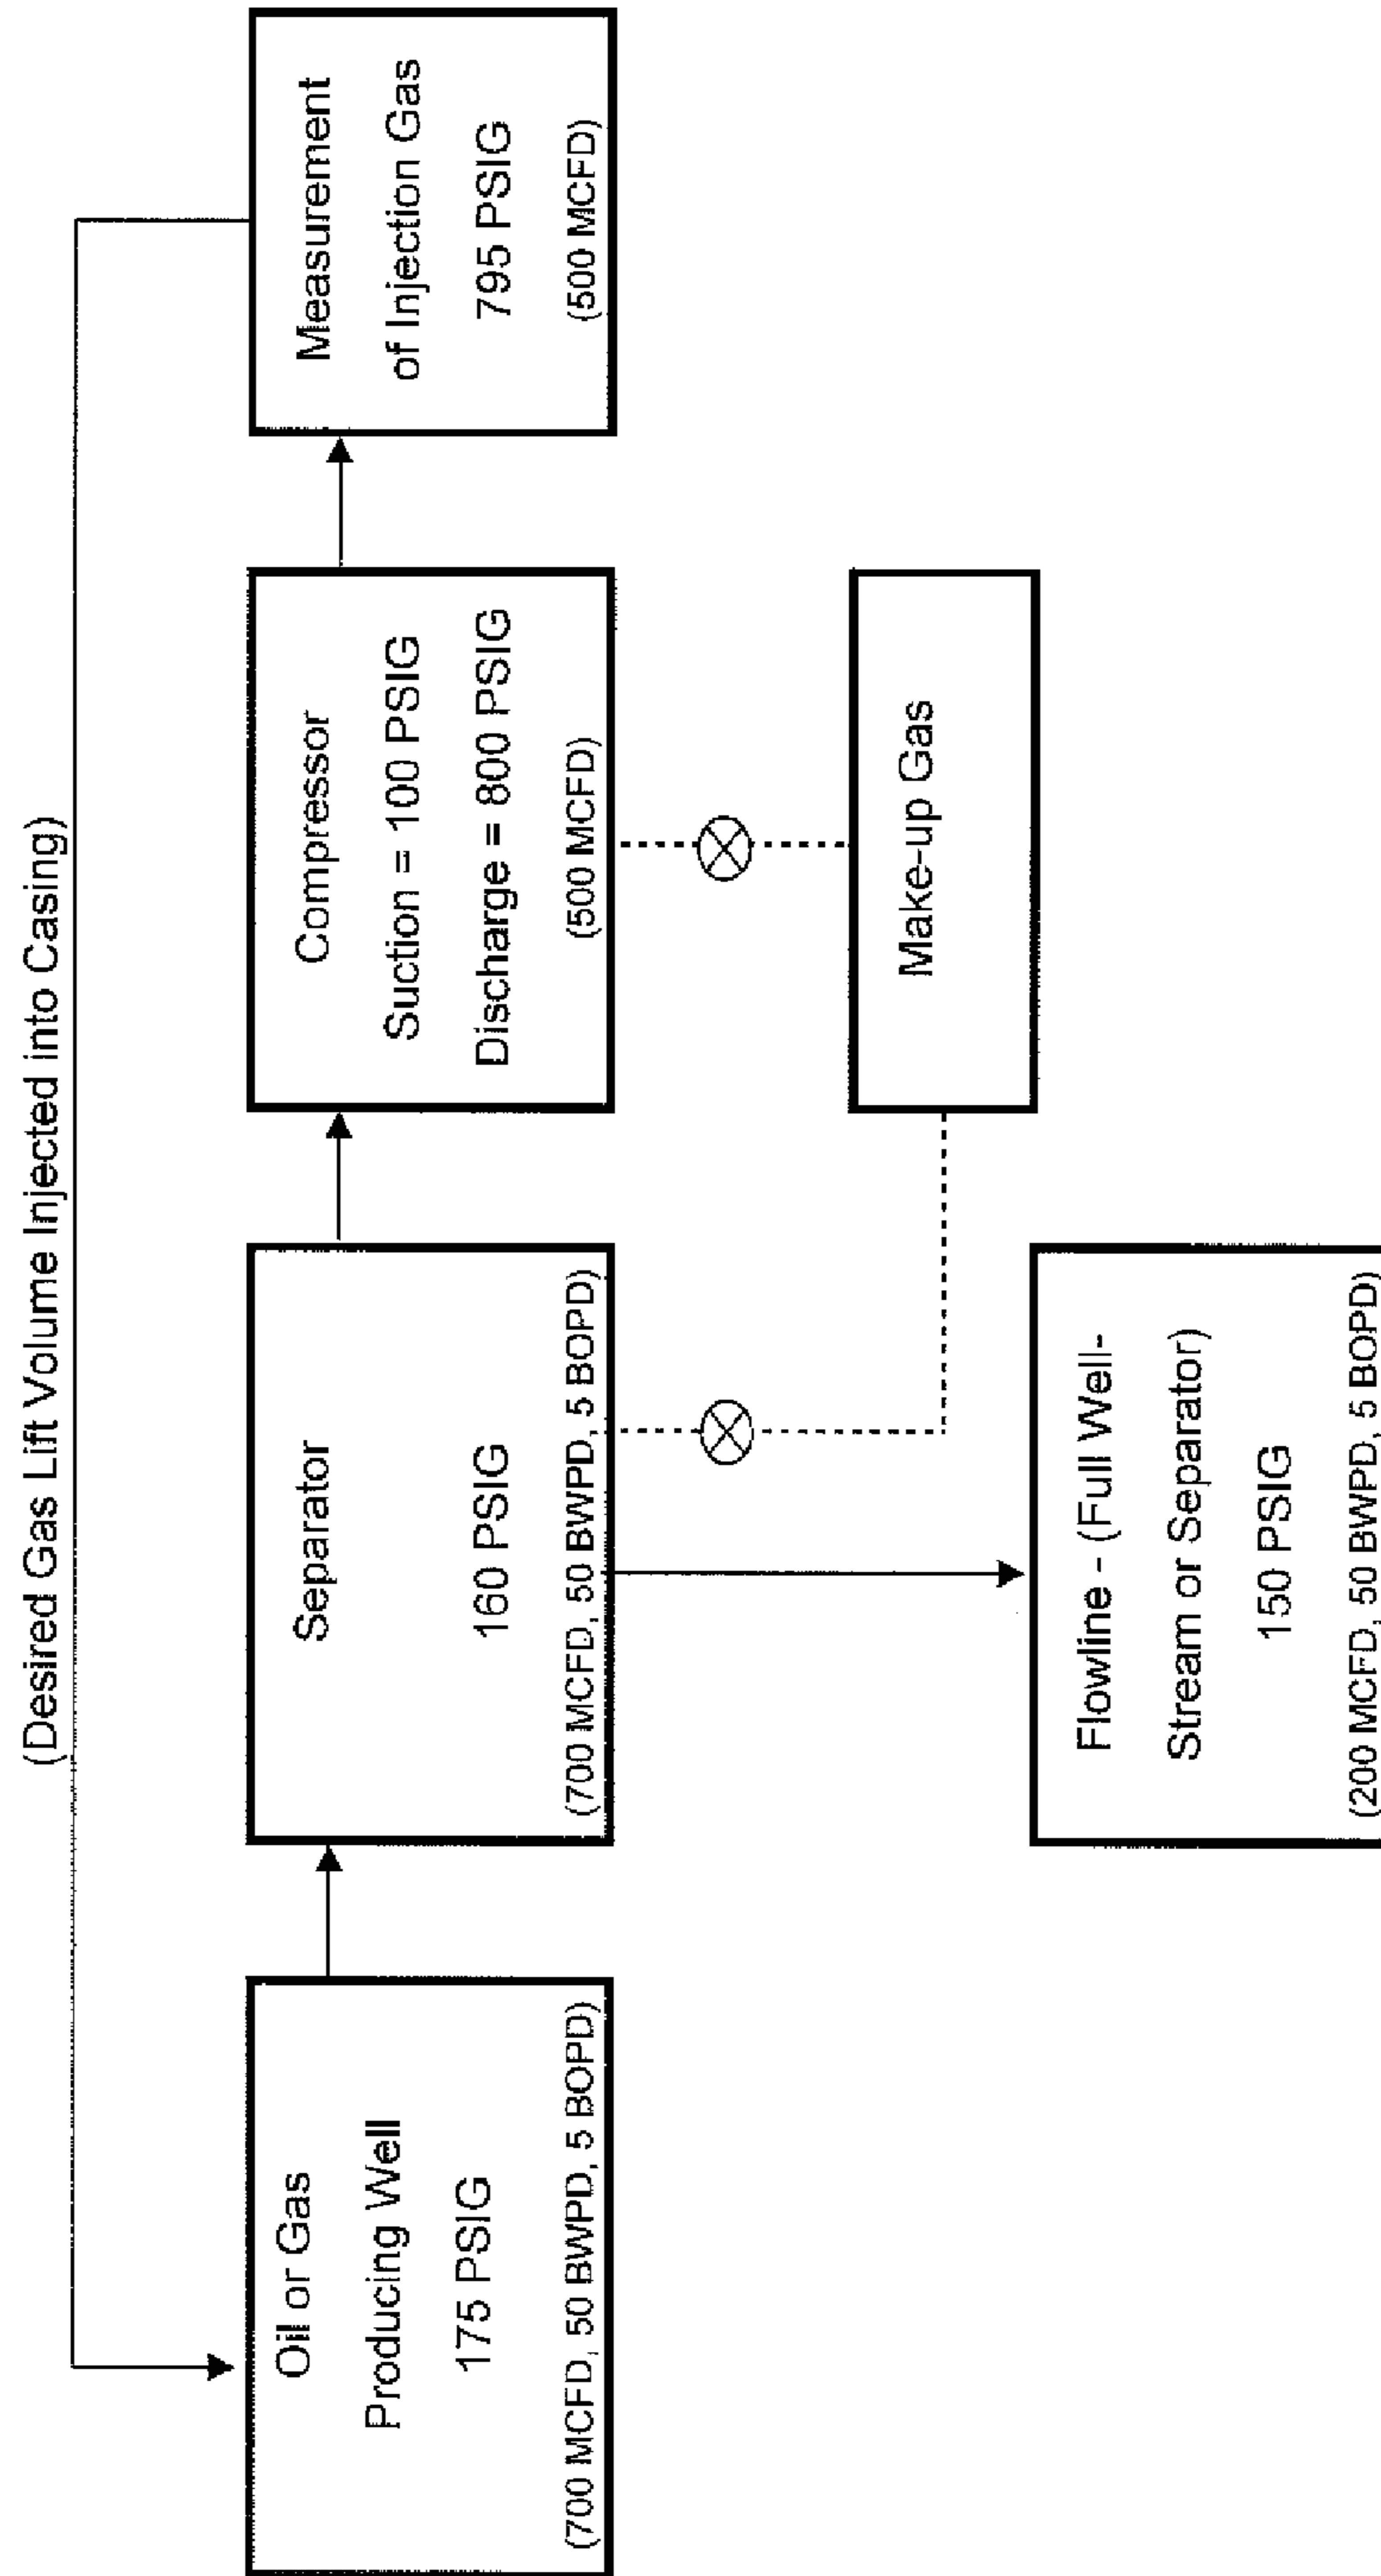 (Desired Gas Lift Volume Injected into Casing)
Oil or Gas
Producing Well
175 PSIG
(700 MCFD, 50 BWPD, 5 BOPD)
Separator
160 PSIG
(700 MCFD, 50 BWPD, 5 BOPD)
Compressor
Suction = 100 PSIG
Discharge = 800 PSIG
(500 MCFD)
Measurement
of Injection Gas
795 PSIG
(500 MCFD)
Make-up Gas
Flowline - (Full Well-
Stream or Separator)
150 PSIG
(200 MCFD, 50 BWPD, 5 BOPD)